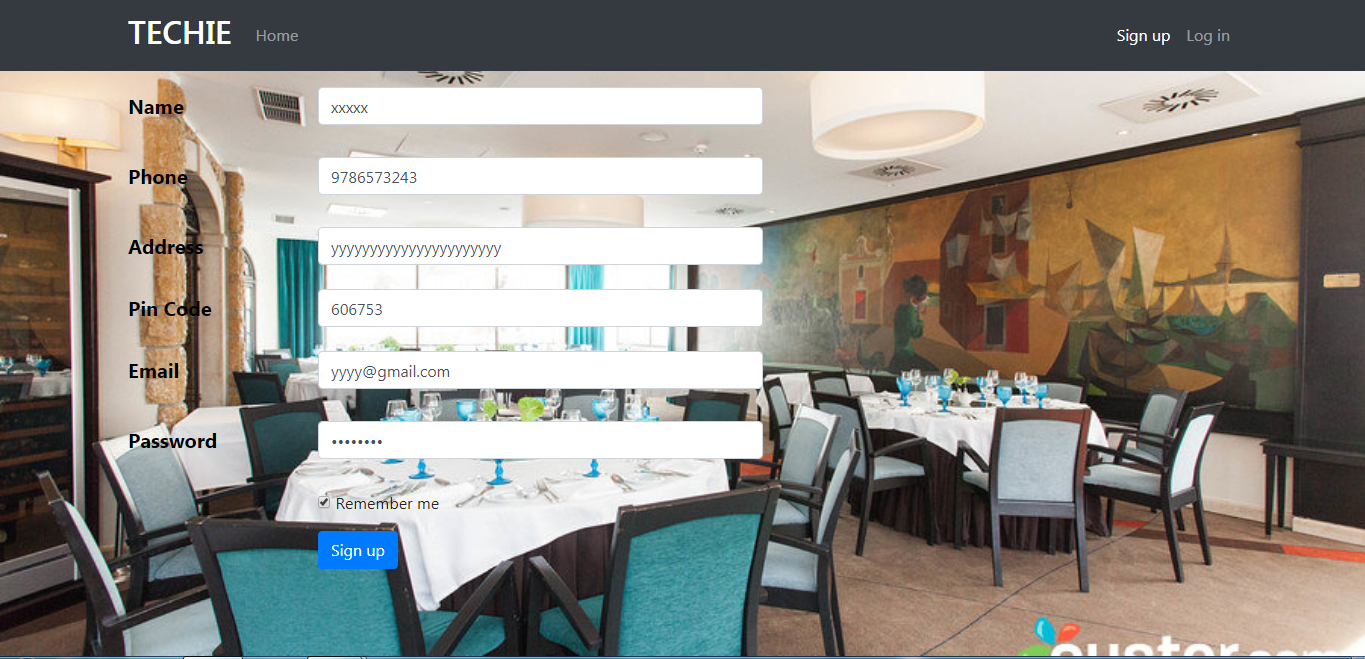 TECHIE Home Sign up Log in
Name xxxxx
Phone 9786573243
Address yyyyyyyyyyyyyyyyyyyyyyy
Pin Code 606753
Email yyyy@gmail.com
Password ••••••••
Remember me
Sign up